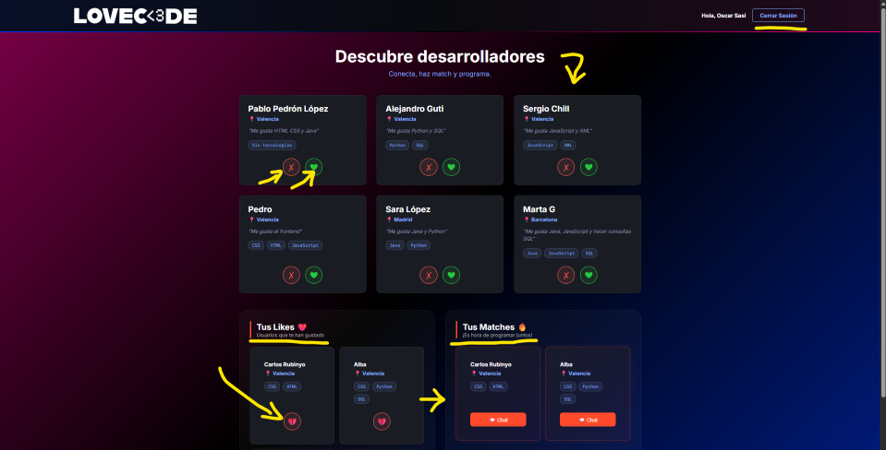 LOVEC<3DE
Hola, Oscar Sasi
Cerrar Sesión
Descubre desarrolladores
Conecta, haz match y programa.
Pablo Pedrón López
Valencia
"Me gusta HTML CSS y Java"
Sin tecnologías
X
Alejandro Guti
Valencia
"Me gusta Python y SQL"
Python SQL
X
Sergio Chill
Valencia
"Me gusta JavaScript y XML"
JavaScript XML
X
Pedro
Valencia
"Me gusta el frontend"
CSS HTML JavaScript
X
Sara López
Madrid
"Me gusta Java y Python"
Java Python
X
Marta G
Barcelona
"Me gusta Java, JavaScript y hacer consultas
SQL"
Java JavaScript SQL
X
Tus Likes
Usuarios que te han gustado
Carlos Rubinyo
Valencia
CSS HTML
Alba
Valencia
CSS Python
SQL
Tus Matches
¡Es hora de programar juntos!
Carlos Rubinyo
Valencia
CSS HTML
Chat
Alba
Valencia
CSS Python
SQL
Chat